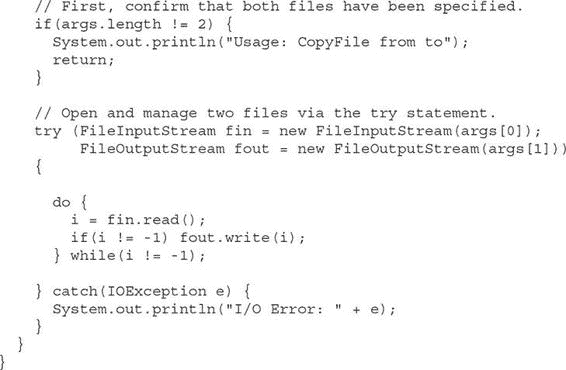 // First, confirm that both files have been specified.
if(args.length != 2) {
System.out.println("Usage: CopyFile from to");
return;
}
// Open and manage two files via the try statement.
try (FileInputStream fin = new FileInputStream(args[0]);
FileOutputStream fout = new FileOutputStream(args[1]))
{
do {
i = fin.read();
if(i != -1) fout.write(i);
} while(i != -1);
} catch(IOException e) {
System.out.println("I/O Error: " + e);
}
}
}